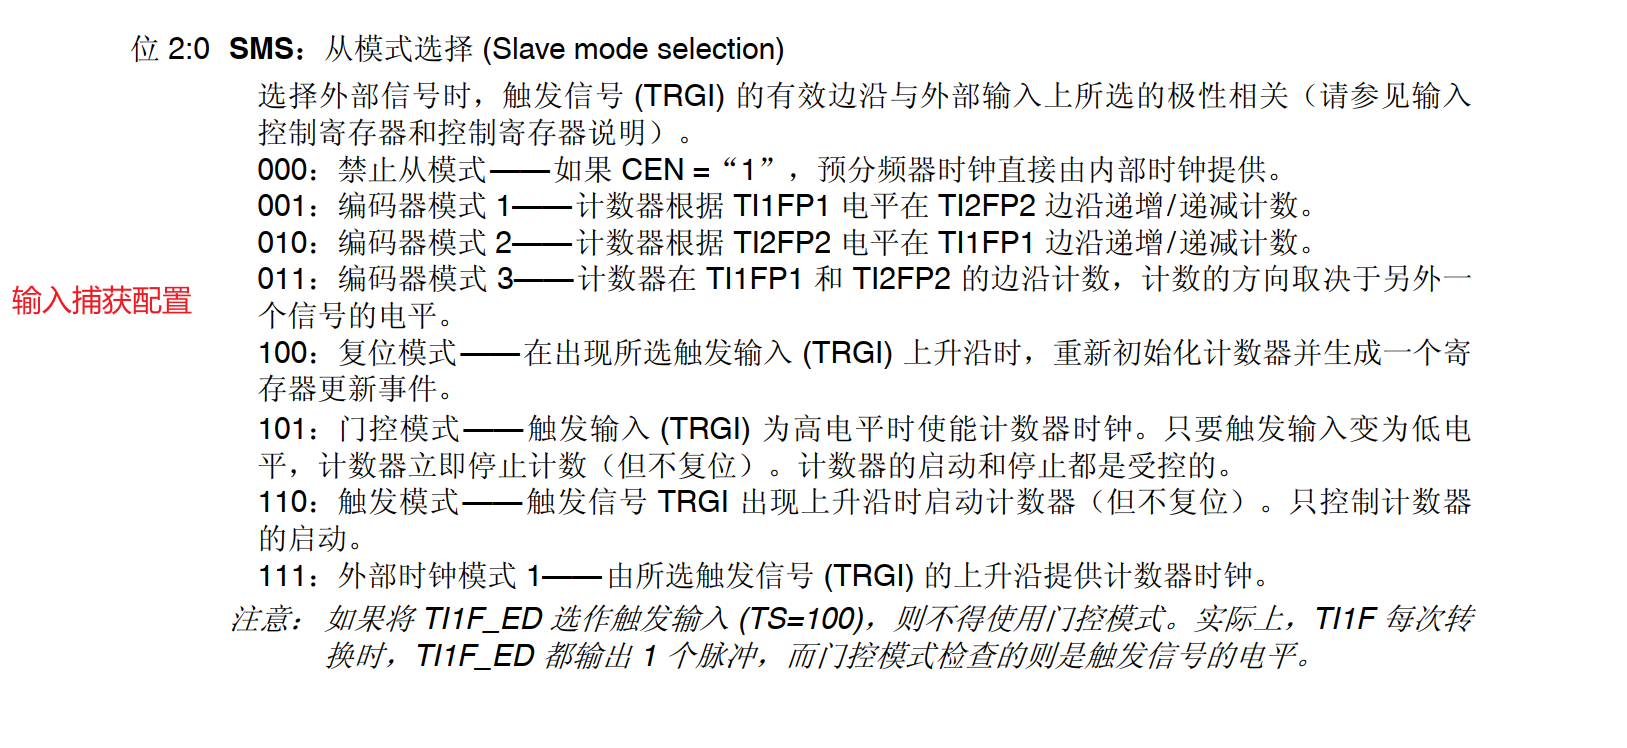 位 2:0 SMS：从模式选择 (Slave mode selection)
选择外部信号时，触发信号 (TRGI) 的有效边沿与外部输入上所选的极性相关（请参见输入
控制寄存器和控制寄存器说明）。
000：禁止从模式——如果 CEN =“1”，预分频器时钟直接由内部时钟提供。
001：编码器模式 1——计数器根据 TI1FP1 电平在 TI2FP2 边沿递增/递减计数。
010：编码器模式 2——计数器根据 TI2FP2 电平在 TI1FP1 边沿递增/递减计数。
011：编码器模式 3——计数器在 TI1FP1 和 TI2FP2 的边沿计数，计数的方向取决于另外一
输入捕获配置
个信号的电平。
100：复位模式——在出现所选触发输入 (TRGI) 上升沿时，重新初始化计数器并生成一个寄
存器更新事件。
101：门控模式——触发输入 (TRGI) 为高电平时使能计数器时钟。只要触发输入变为低电
平，计数器立即停止计数（但不复位）。计数器的启动和停止都是受控的。
110：触发模式——触发信号 TRGI 出现上升沿时启动计数器（但不复位）。只控制计数器
的启动。
111：外部时钟模式 1——由所选触发信号 (TRGI) 的上升沿提供计数器时钟。
注意： 如果将 TI1F_ED 选作触发输入 (TS=100)，则不得使用门控模式。实际上，TI1F 每次转
换时，TI1F_ED 都输出 1 个脉冲，而门控模式检查的则是触发信号的电平。